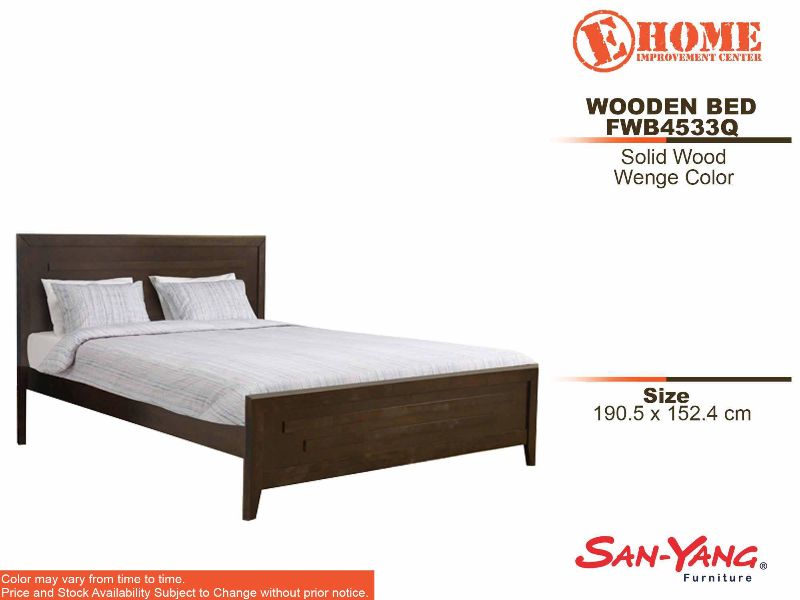 E HOME
IMPROVEMENT CENTER
WOODEN BED
FWB4533Q
Solid Wood
Wenge Color
Size
190.5 x 152.4 cm
SAN-YANG®
Furniture
Color may vary from time to time.
Price and Stock Availability Subject to Change without prior notice.